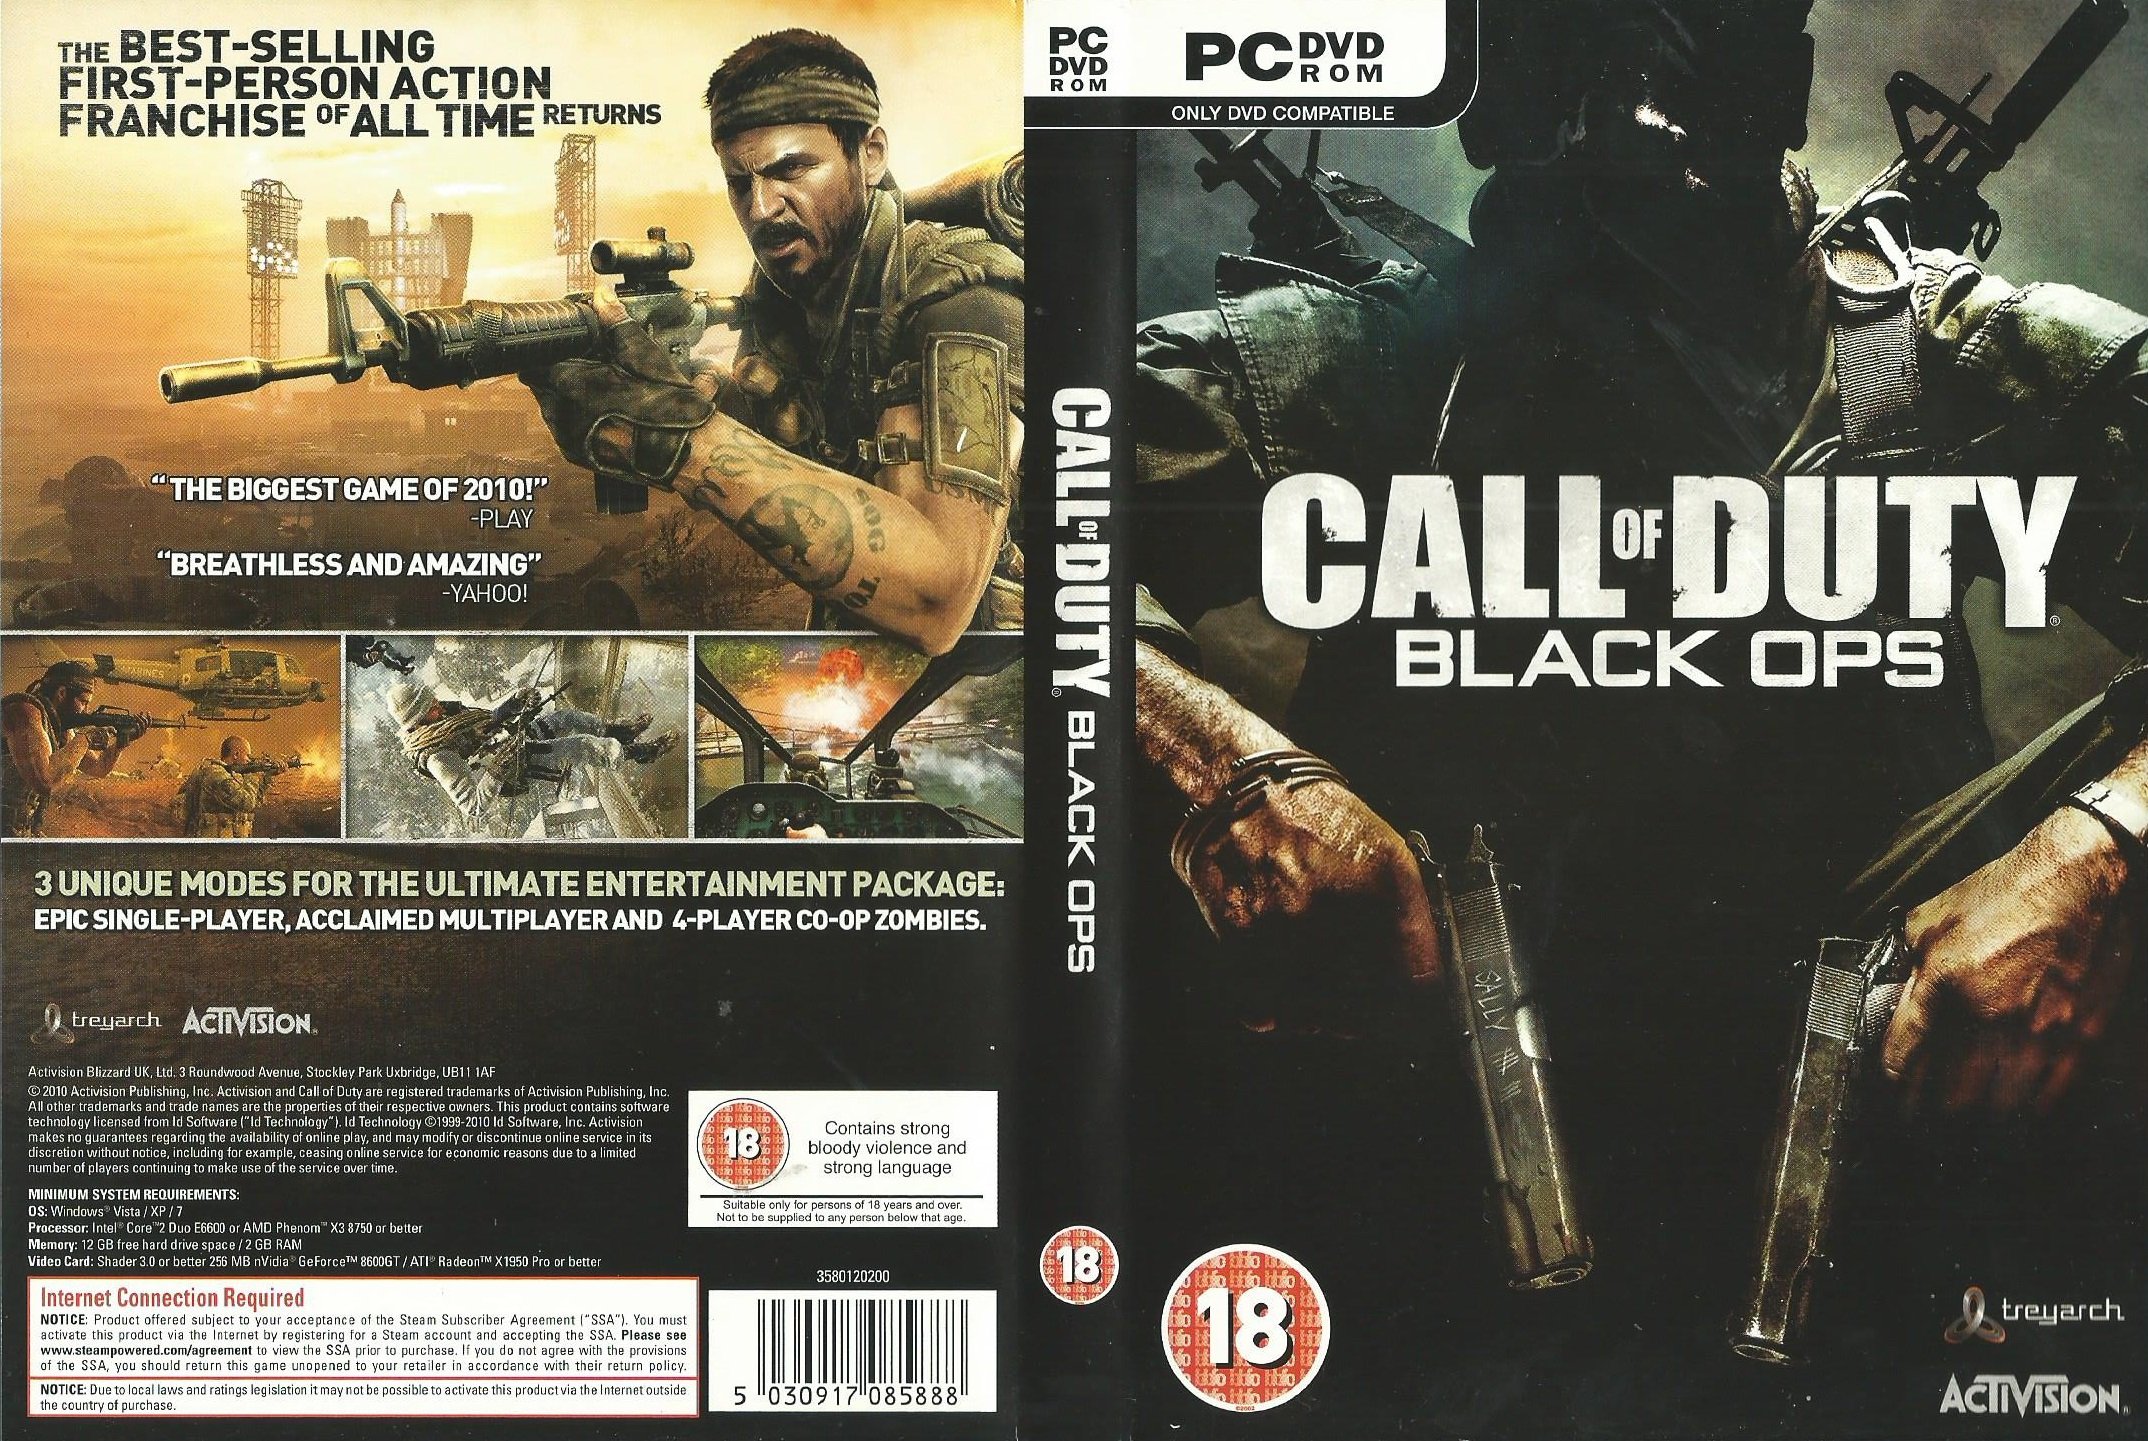 THE BEST-SELLING
FIRST-PERSON ACTION
FRANCHISE OF ALL TIME RETURNS
"THE BIGGEST GAME OF 2010!"
-PLAY
"BREATHLESS AND AMAZING"
-YAHOO!
SOG
3 UNIQUE MODES FOR THE ULTIMATE ENTERTAINMENT PACKAGE:
EPIC SINGLE-PLAYER, ACCLAIMED MULTIPLAYER AND 4-PLAYER CO-OP ZOMBIES.
treyarch ACTIVISION
Activision Blizzard UK, Ltd. 3 Roundwood Avenue, Stockley Park Uxbridge, UB11 1AF
© 2010 Activision Publishing, Inc. Activision and Call of Duty are registered trademarks of Activision Publishing, Inc.
All other trademarks and trade names are the properties of their respective owners. This product contains software
technology licensed from Id Software ("Id Technology"). Id Technology ©1999-2010 Id Software, Inc. Activision
makes no guarantees regarding the availability of online play, and may modify or discontinue online service in its
discretion without notice, including for example, ceasing online service for economic reasons due to a limited
number of players continuing to make use of the service over time.
MINIMUM SYSTEM REQUIREMENTS:
OS: Windows® Vista / XP / 7
Processor: Intel® Core™2 Duo E6600 or AMD Phenom™ X3 8750 or better
Memory: 12 GB free hard drive space / 2 GB RAM
Video Card: Shader 3.0 or better 256 MB nVidia® GeForce™ 8600GT / ATI® Radeon™ X1950 Pro or better
Internet Connection Required
NOTICE: Product offered subject to your acceptance of the Steam Subscriber Agreement ("SSA"). You must
activate this product via the Internet by registering for a Steam account and accepting the SSA. Please see
www.steampowered.com/agreement to view the SSA prior to purchase. If you do not agree with the provisions
of the SSA, you should return this game unopened to your retailer in accordance with their return policy.
NOTICE: Due to local laws and ratings legislation it may not be possible to activate this product via the Internet outside
the country of purchase.
18
Contains strong
bloody violence and
strong language
Suitable only for persons of 18 years and over.
Not to be supplied to any person below that age.
3580120200
5 030917 085888
PC
DVD
ROM
CALL OF DUTY® BLACK OPS
18
PC DVD
ROM
ONLY DVD COMPATIBLE
CALL OF DUTY®
BLACK OPS
SALLY
18
treyarch
ACTIVISION®